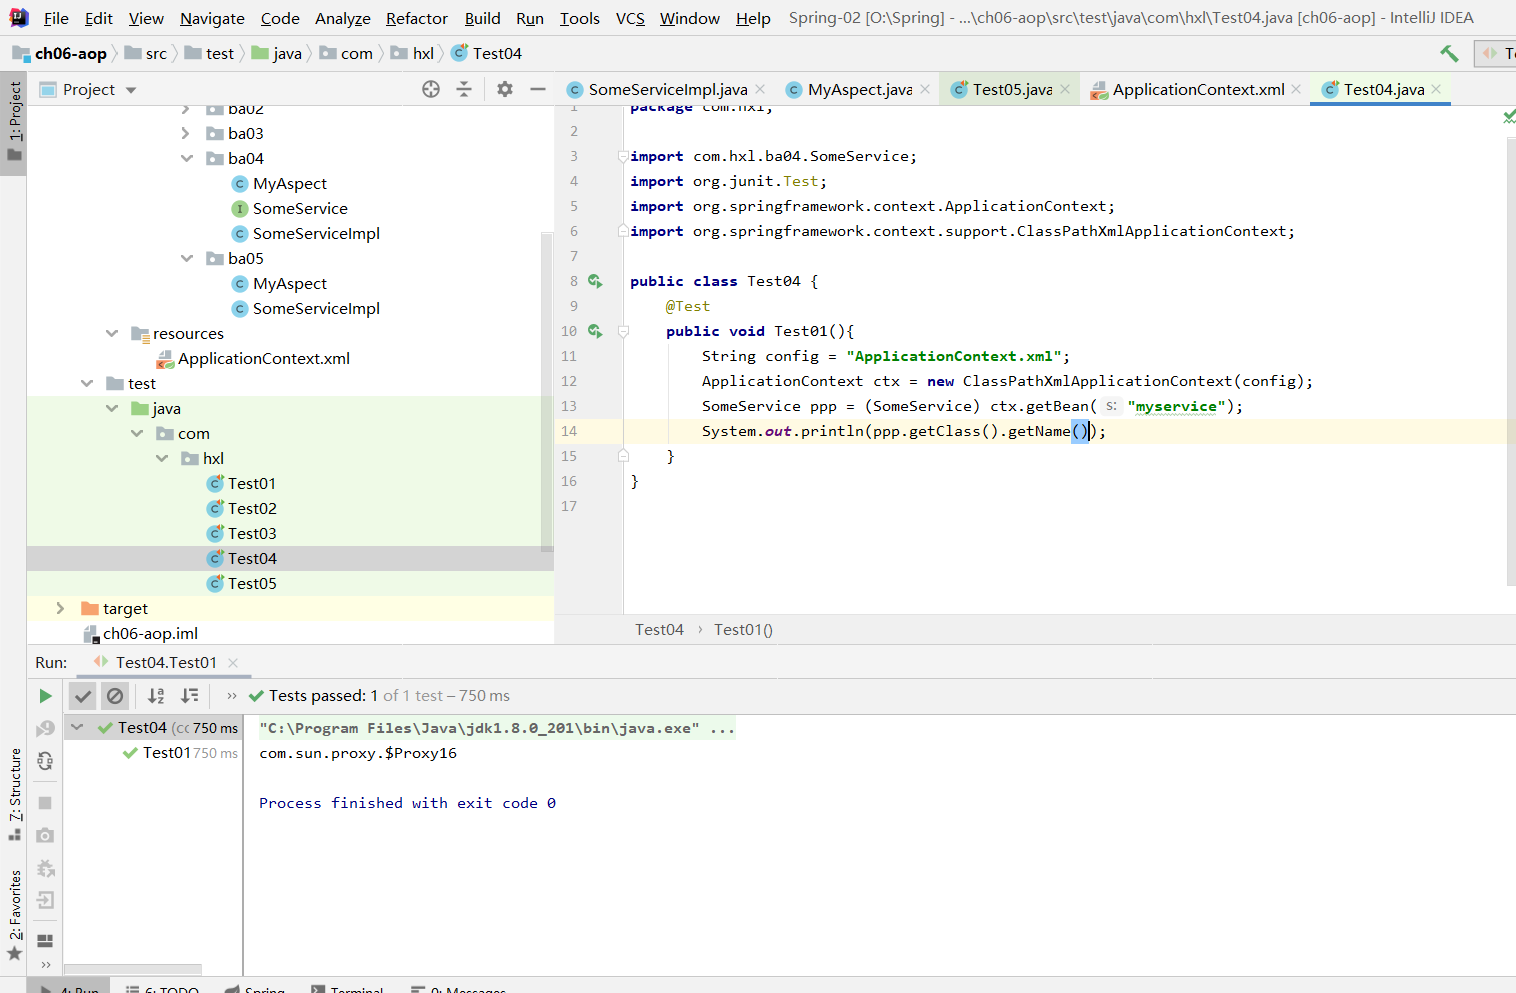 File Edit View Navigate Code Analyze Refactor Build Run Tools VCS Window Help Spring-02 [O:\Spring] - ...\ch06-aop\src\test\java\com\hxl\Test04.java [ch06-aop] - IntelliJ IDEA
ch06-aop src test java com hxl Test04
Project
SomeServiceImpl.java MyAspect.java Test05.java ApplicationContext.xml Test04.java
1: Project
ba02
ba03
ba04
MyAspect
SomeService
SomeServiceImpl
ba05
MyAspect
SomeServiceImpl
resources
ApplicationContext.xml
test
java
com
hxl
Test01
Test02
Test03
Test04
Test05
target
ch06-aop.iml
1 package com.hxl;
2
3 import com.hxl.ba04.SomeService;
4 import org.junit.Test;
5 import org.springframework.context.ApplicationContext;
6 import org.springframework.context.support.ClassPathXmlApplicationContext;
7
8 public class Test04 {
9 @Test
10 public void Test01(){
11 String config = "ApplicationContext.xml";
12 ApplicationContext ctx = new ClassPathXmlApplicationContext(config);
13 SomeService ppp = (SomeService) ctx.getBean( s: "myservice");
14 System.out.println(ppp.getClass().getName());
15 }
16 }
17
Test04 › Test01()
Run: Test04.Test01
Tests passed: 1 of 1 test – 750 ms
Test04 (cc 750 ms
Test01 750 ms
"C:\Program Files\Java\jdk1.8.0_201\bin\java.exe" ...
com.sun.proxy.$Proxy16
Process finished with exit code 0
7: Structure
2: Favorites
4: Run 6: TODO Spring Terminal 0: Messages